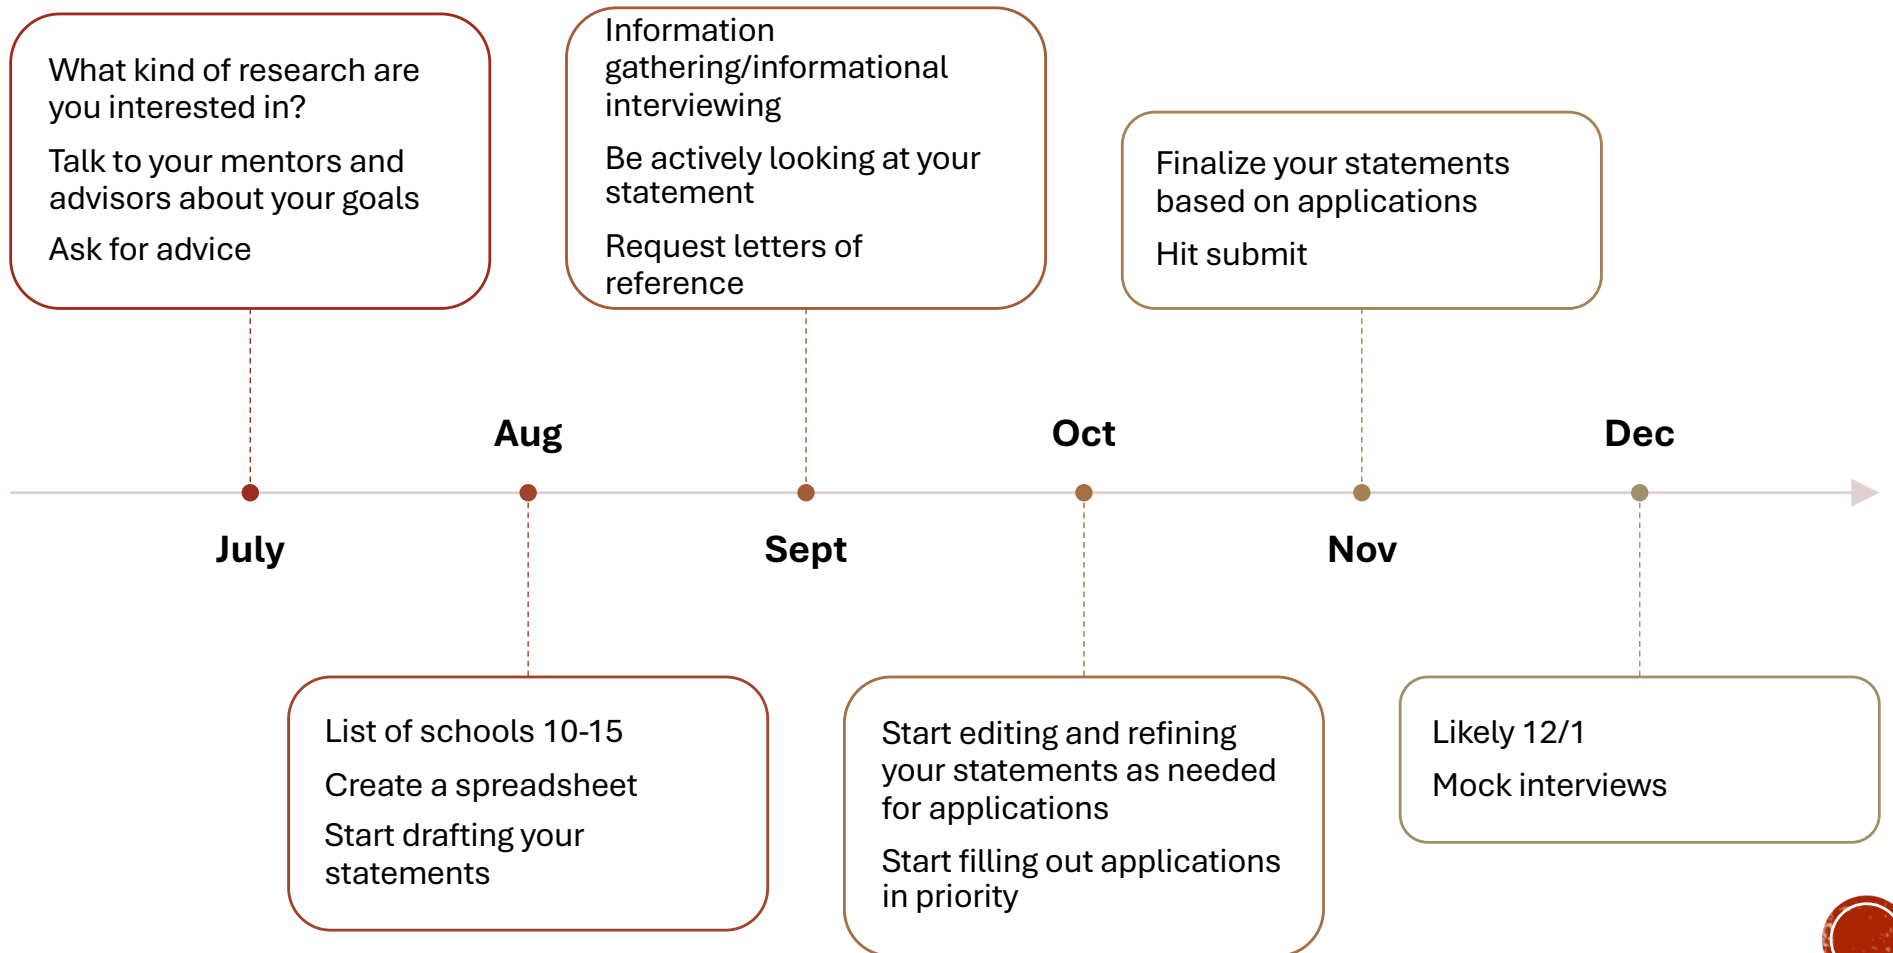 What kind of research are
you interested in?
Talk to your mentors and
advisors about your goals
Ask for advice
Information
gathering/informational
interviewing
Be actively looking at your
statement
Request letters of
reference
Finalize your statements
based on applications
Hit submit
Aug
Oct
Dec
July
Sept
Nov
List of schools 10-15
Create a spreadsheet
Start drafting your
statements
Start editing and refining
your statements as needed
for applications
Start filling out applications
in priority
Likely 12/1
Mock interviews